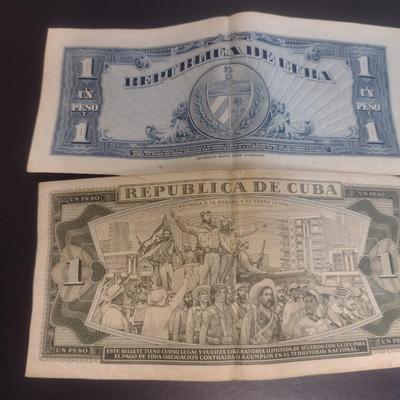 REPUBLICA DE CUBA
1
UN
PESO
1
1
UN
PESO
1
REPUBLICA DE CUBA
UN PESO
UN PESO
ENTRADA A LA HABANA 8 DE ENERO DE 1959
1
1
UN PESO
UN PESO
ESTE BILLETE TIENE CURSO LEGAL Y FUERZA LIBERATORIA ILIMITADA DE ACUERDO CON LA LEY, PARA
EL PAGO DE TODA OBLIGACION CONTRAIDA O A CUMPLIR EN EL TERRITORIO NACIONAL.